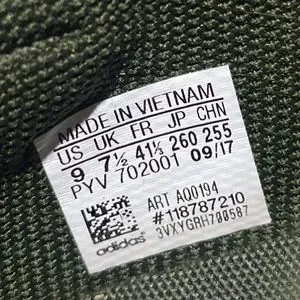 MADE IN VIETNAM
US UK FR JP CHN
9 7½ 41⅓ 260 255
PYV 702001 09/17
ART AQ0194
#118787210
3VXYGRH700587
adidas